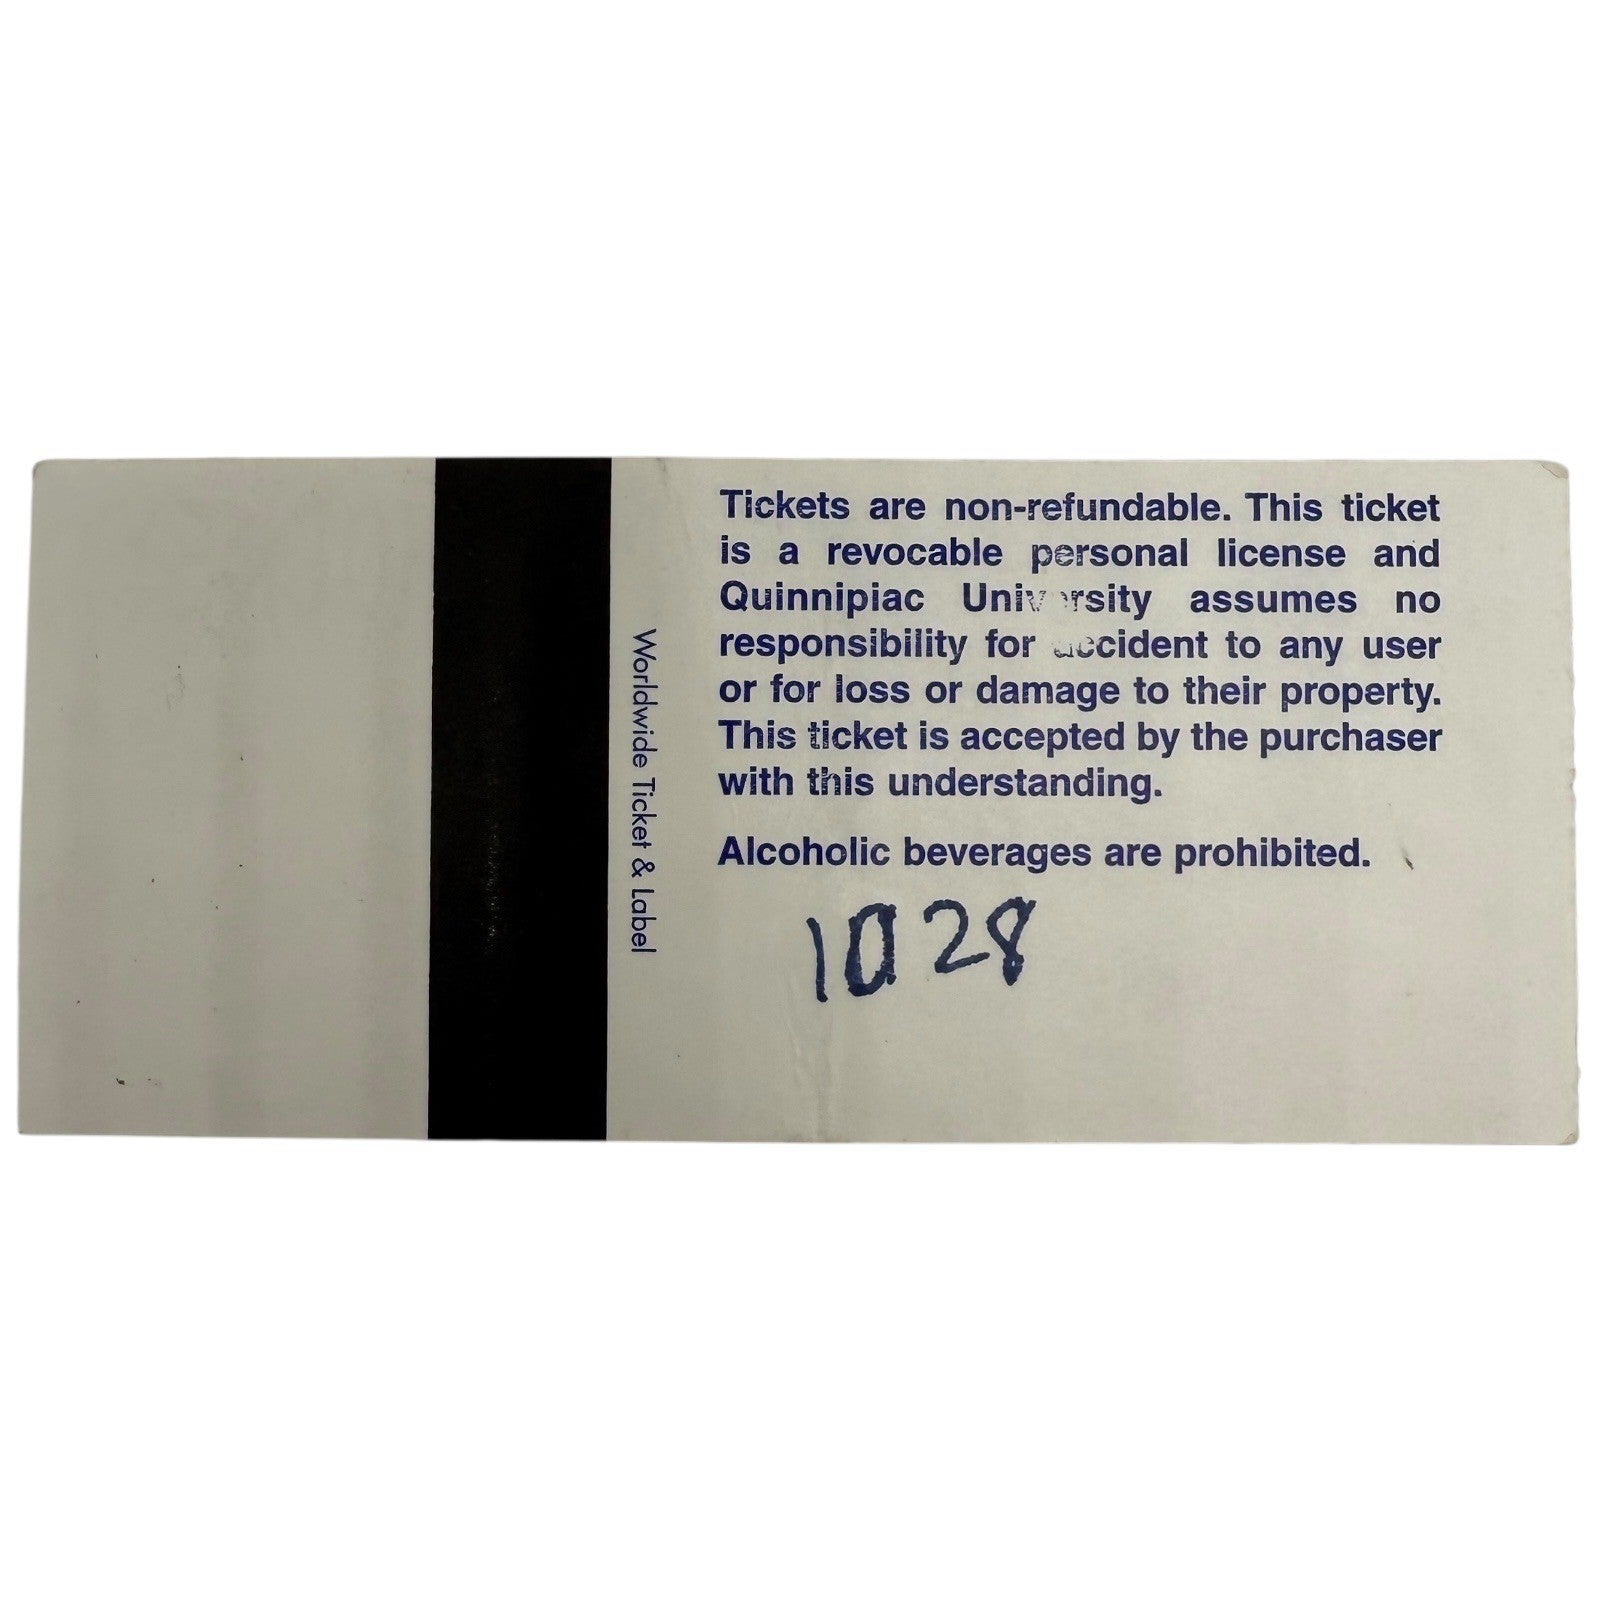 Tickets are non-refundable. This ticket
is a revocable personal license and
Quinnipiac University assumes no
responsibility for accident to any user
or for loss or damage to their property.
This ticket is accepted by the purchaser
with this understanding.
Alcoholic beverages are prohibited.
1028
Worldwide Ticket & Label